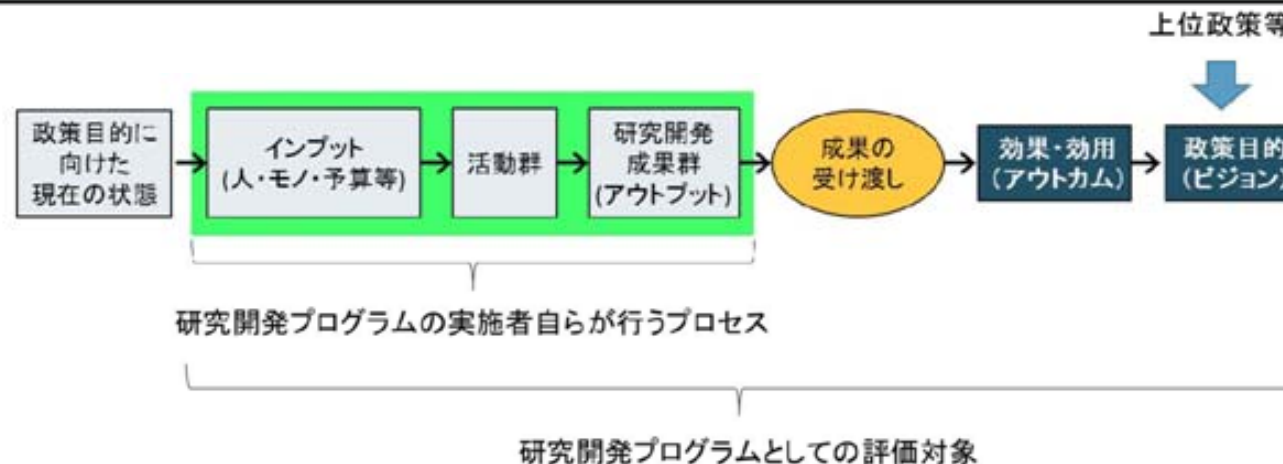 上位政策等
政策目的に
向けた
現在の状態
インプット
(人・モノ・予算等)
活動群
研究開発
成果群
(アウトプット)
成果の
受け渡し
効果・効用
(アウトカム)
政策目的
(ビジョン)
研究開発プログラムの実施者自らが行うプロセス
研究開発プログラムとしての評価対象